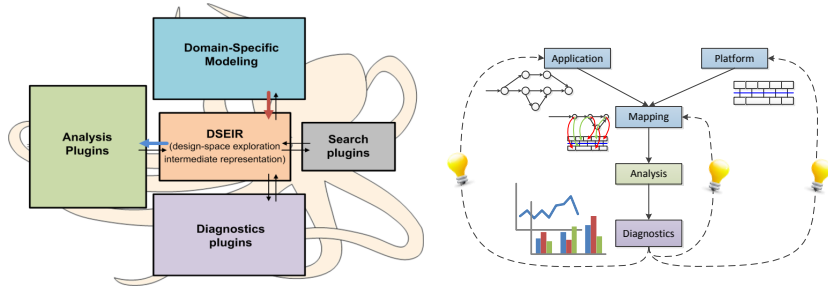 Domain-Specific
Modeling
Analysis
Plugins
DSEIR
(design-space exploration
intermediate representation)
Search
plugins
Diagnostics
plugins
Application
Platform
Mapping
Analysis
Diagnostics